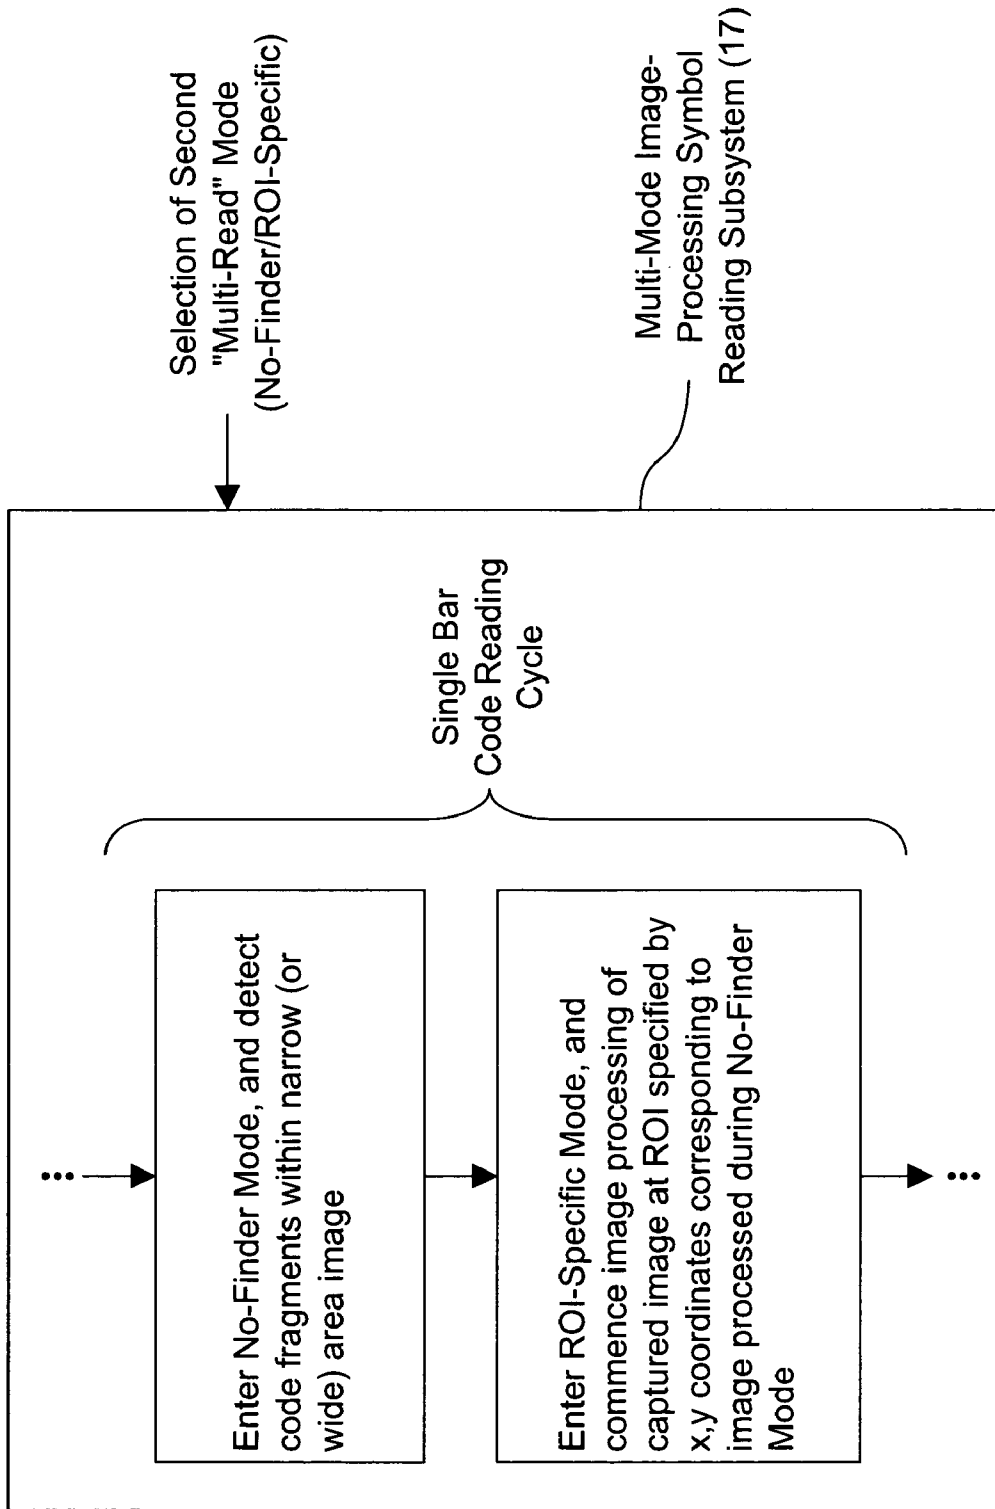 Selection of Second
"Multi-Read" Mode
(No-Finder/ROI-Specific)
Multi-Mode Image-
Processing Symbol
Reading Subsystem (17)
Single Bar
Code Reading
Cycle
•••
Enter No-Finder Mode, and detect
code fragments within narrow (or
wide) area image
Enter ROI-Specific Mode, and
commence image processing of
captured image at ROI specified by
x,y coordinates corresponding to
image processed during No-Finder
Mode
•••